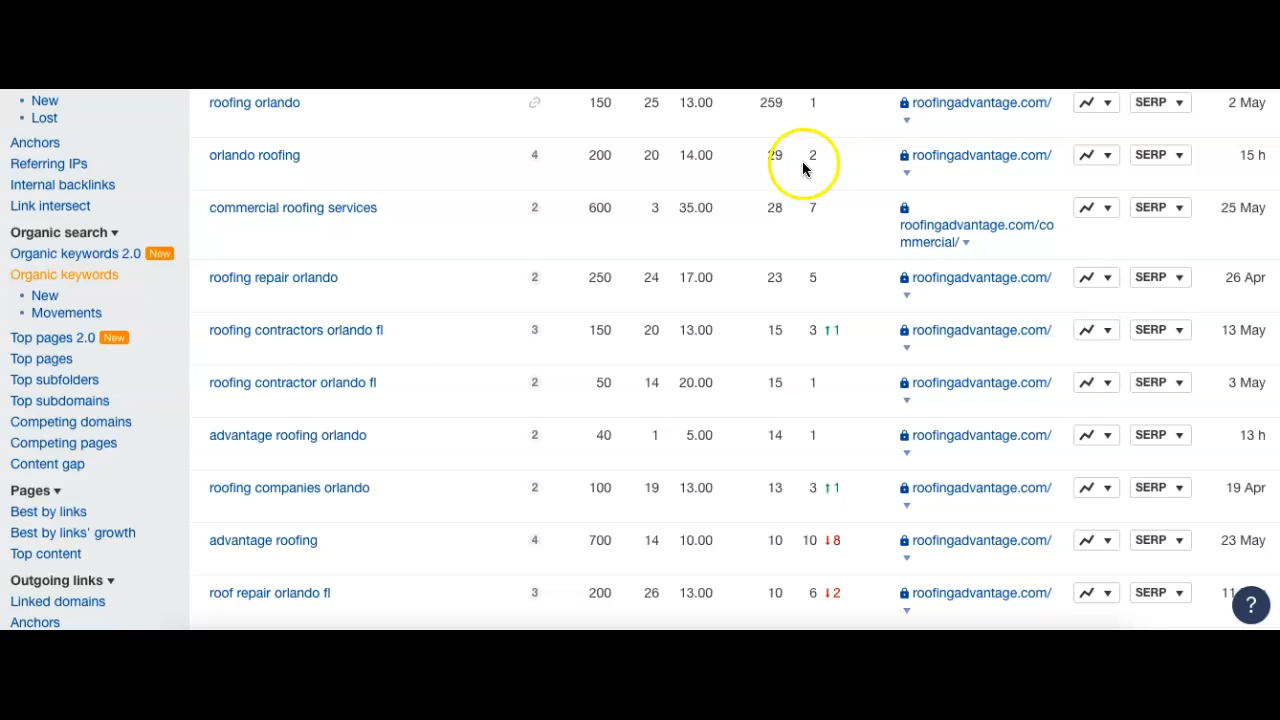 New
Lost
Anchors
Referring IPs
Internal backlinks
Link intersect
Organic search
Organic keywords 2.0 New
Organic keywords
New
Movements
Top pages 2.0 New
Top pages
Top subfolders
Top subdomains
Competing domains
Competing pages
Content gap
Pages
Best by links
Best by links' growth
Top content
Outgoing links
Linked domains
Anchors
roofing orlando 150 25 13.00 259 1 roofingadvantage.com/ SERP 2 May
orlando roofing 4 200 20 14.00 29 2 roofingadvantage.com/ SERP 15 h
commercial roofing services 2 600 3 35.00 28 7 SERP 25 May
roofingadvantage.com/co
mmercial/
roofing repair orlando 2 250 24 17.00 23 5 roofingadvantage.com/ SERP 26 Apr
roofing contractors orlando fl 3 150 20 13.00 15 3 ↑1 roofingadvantage.com/ SERP 13 May
roofing contractor orlando fl 2 50 14 20.00 15 1 roofingadvantage.com/ SERP 3 May
advantage roofing orlando 2 40 1 5.00 14 1 roofingadvantage.com/ SERP 13 h
roofing companies orlando 2 100 19 13.00 13 3 ↑1 roofingadvantage.com/ SERP 19 Apr
advantage roofing 4 700 14 10.00 10 10 ↓8 roofingadvantage.com/ SERP 23 May
roof repair orlando fl 3 200 26 13.00 10 6 ↓2 roofingadvantage.com/ SERP
?